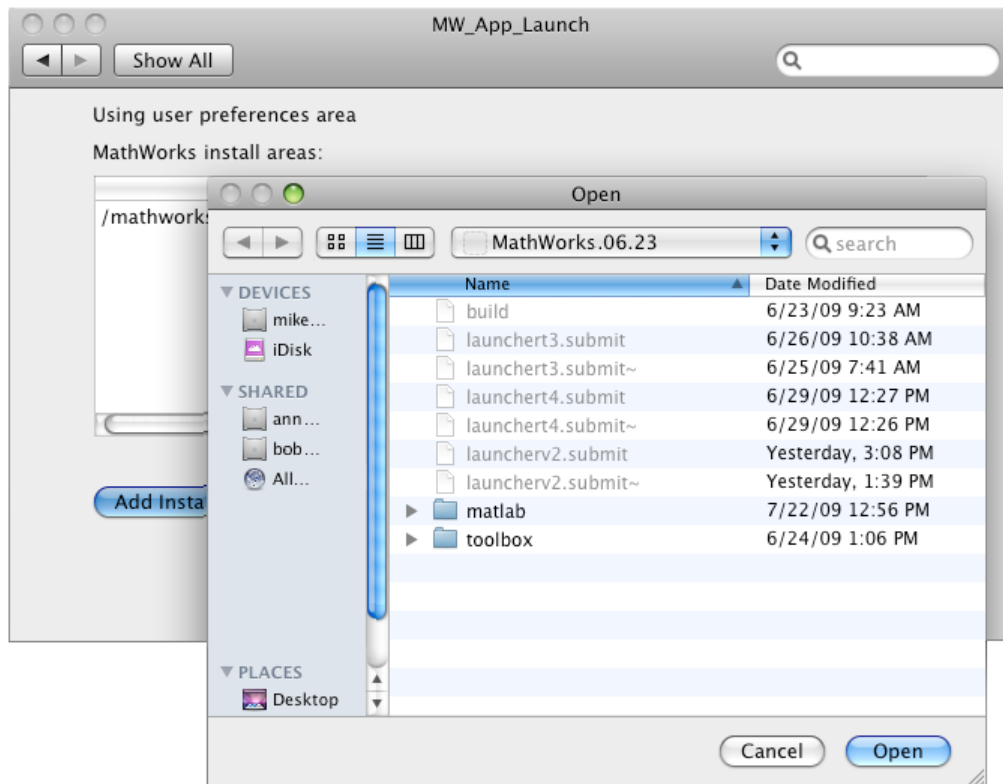 MW_App_Launch
Show All
Using user preferences area
MathWorks install areas:
/mathworks
Add Insta
Open
MathWorks.06.23
search
Name Date Modified
DEVICES
mike...
iDisk
SHARED
ann...
bob...
All...
PLACES
Desktop
build 6/23/09 9:23 AM
launchert3.submit 6/26/09 10:38 AM
launchert3.submit~ 6/25/09 7:41 AM
launchert4.submit 6/29/09 12:27 PM
launchert4.submit~ 6/29/09 12:26 PM
launcherv2.submit Yesterday, 3:08 PM
launcherv2.submit~ Yesterday, 1:39 PM
matlab 7/22/09 12:56 PM
toolbox 6/24/09 1:06 PM
Cancel Open